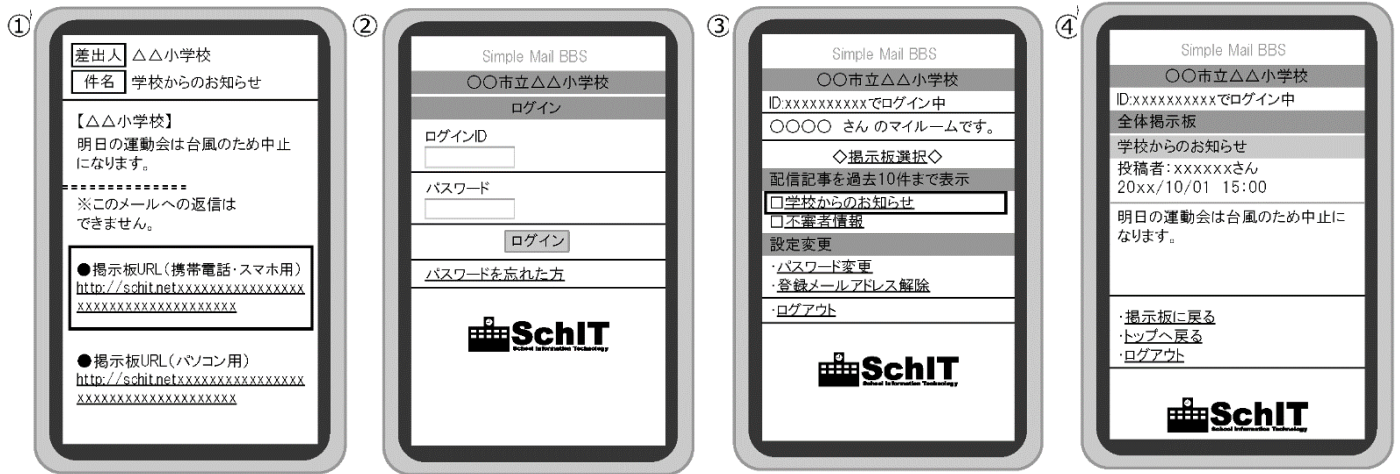 ①
差出人 △△小学校
件名 学校からのお知らせ
【△△小学校】
明日の運動会は台風のため中止
になります。
※このメールへの返信は
できません。
●掲示板URL(携帯電話・スマホ用)
http://schit.netxxxxxxxxxxxxxxxx
xxxxxxxxxxxxxxxxxxxx
●掲示板URL(パソコン用)
http://schit.netxxxxxxxxxxxxxxxx
xxxxxxxxxxxxxxxxxxxx
②
Simple Mail BBS
〇〇市立△△小学校
ログイン
ログインID
パスワード
ログイン
パスワードを忘れた方
SchIT
School Information Technology
③
Simple Mail BBS
〇〇市立△△小学校
ID:xxxxxxxxxxでログイン中
〇〇〇〇 さん のマイルームです。
◇掲示板選択◇
配信記事を過去10件まで表示
□学校からのお知らせ
□不審者情報
設定変更
・パスワード変更
・登録メールアドレス解除
・ログアウト
SchIT
School Information Technology
④
Simple Mail BBS
〇〇市立△△小学校
ID:xxxxxxxxxxでログイン中
全体掲示板
学校からのお知らせ
投稿者:xxxxxxさん
20xx/10/01 15:00
明日の運動会は台風のため中止に
なります。
・掲示板に戻る
・トップへ戻る
・ログアウト
SchIT
School Information Technology